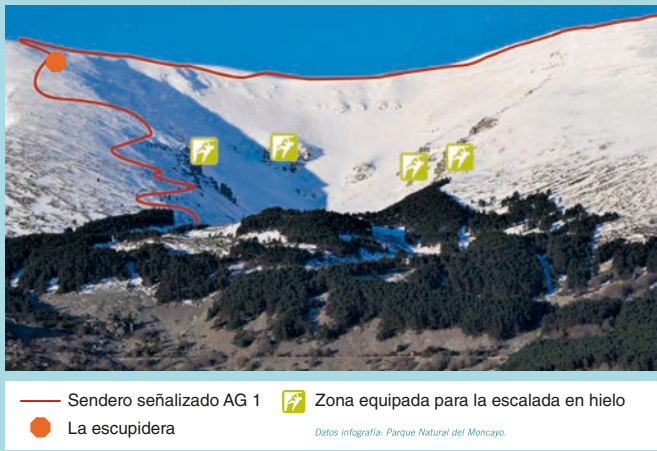 Sendero señalizado AG 1
Zona equipada para la escalada en hielo
La escupidera
Datos infografía: Parque Natural del Moncayo.